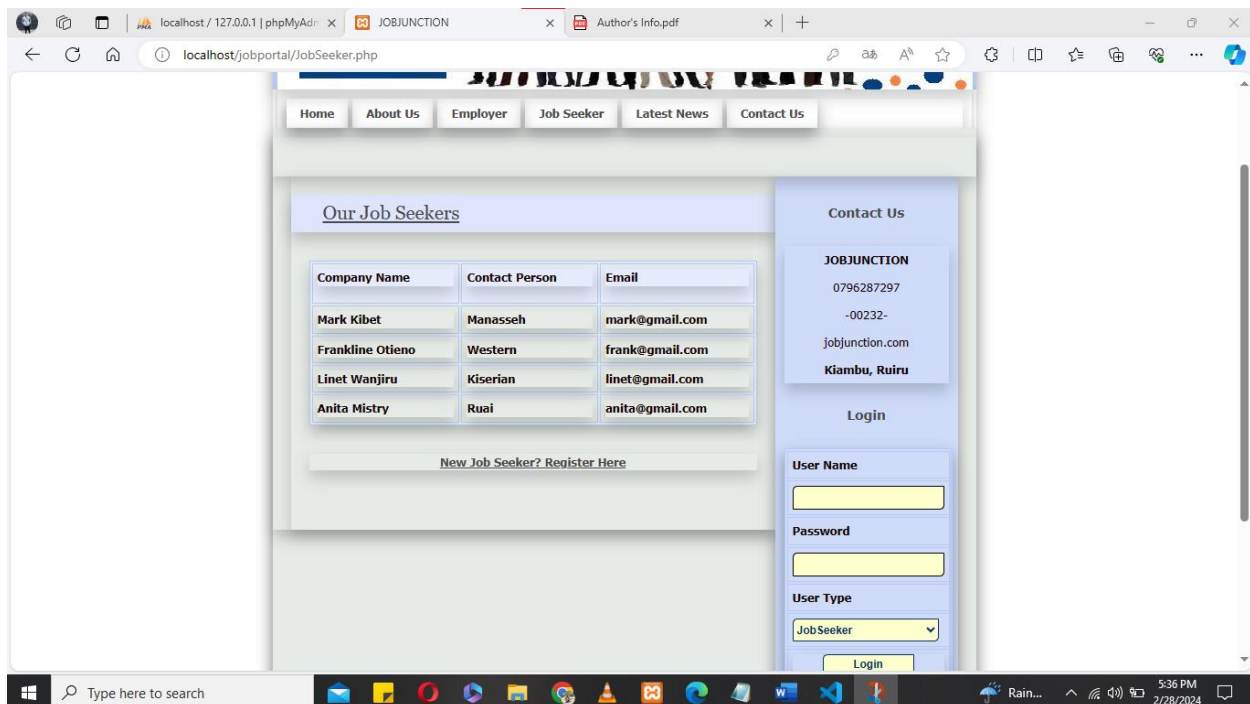 localhost / 127.0.0.1 | phpMyAdm
JOBJUNCTION
Author's Info.pdf
localhost/jobportal/JobSeeker.php
Home About Us Employer Job Seeker Latest News Contact Us
Our Job Seekers
Company Name Contact Person Email
Mark Kibet Manasseh mark@gmail.com
Frankline Otieno Western frank@gmail.com
Linet Wanjiru Kiserian linet@gmail.com
Anita Mistry Ruai anita@gmail.com
New Job Seeker? Register Here
Contact Us
JOBJUNCTION
0796287297
-00232-
jobjunction.com
Kiambu, Ruiru
Login
User Name
Password
User Type
JobSeeker
Login
Type here to search
Rain...
5:36 PM
2/28/2024